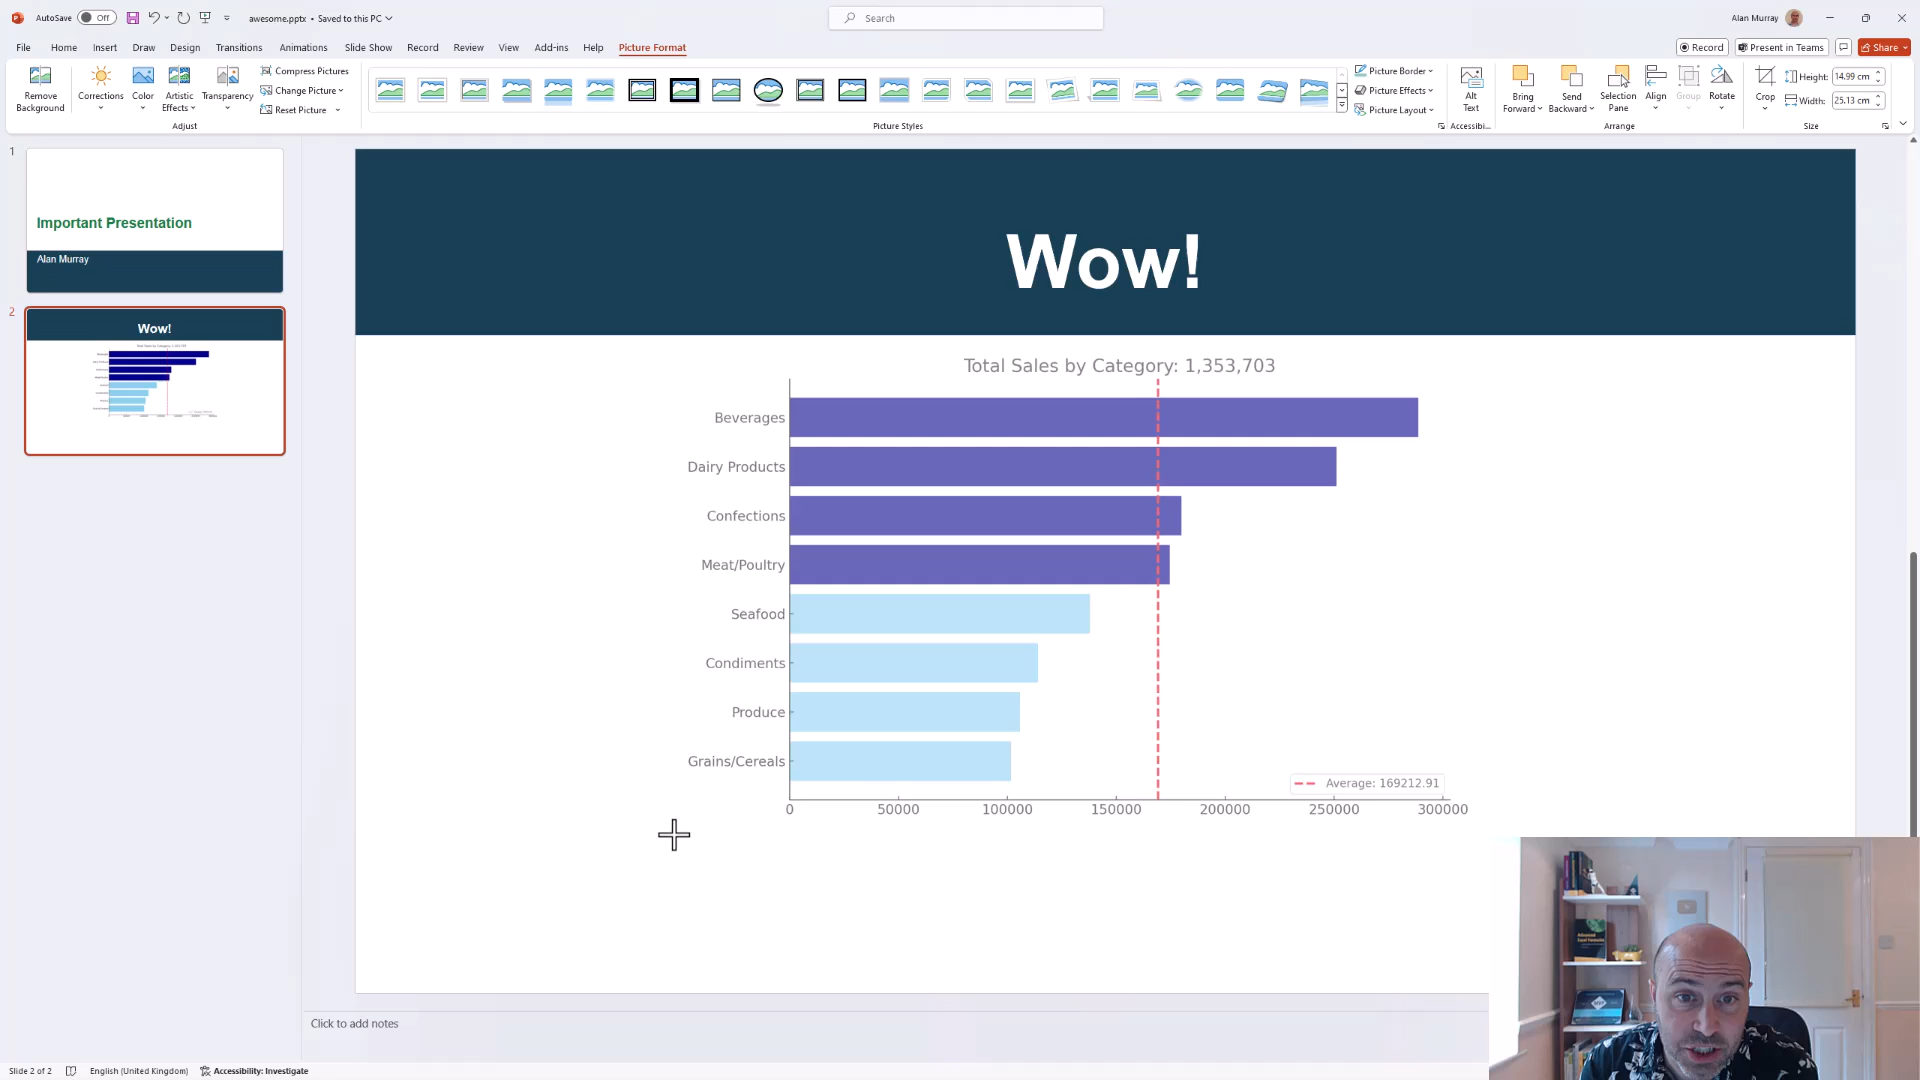 AutoSave Off awesome.pptx • Saved to this PC Search Alan Murray
File Home Insert Draw Design Transitions Animations Slide Show Record Review View Add-ins Help Picture Format Record Present in Teams Share
Remove Background
Corrections
Color
Artistic Effects
Transparency
Compress Pictures
Change Picture
Reset Picture
Adjust
Picture Styles
Picture Border
Picture Effects
Picture Layout
Alt Text
Accessibi...
Bring Forward
Send Backward
Selection Pane
Align
Group
Rotate
Arrange
Crop
Height: 14.99 cm
Width: 25.13 cm
Size
1
Important Presentation
Alan Murray
2
Wow!
Wow!
Total Sales by Category: 1,353,703
Beverages
Dairy Products
Confections
Meat/Poultry
Seafood
Condiments
Produce
Grains/Cereals
Average: 169212.91
0 50000 100000 150000 200000 250000 300000
Click to add notes
Slide 2 of 2 English (United Kingdom) Accessibility: Investigate